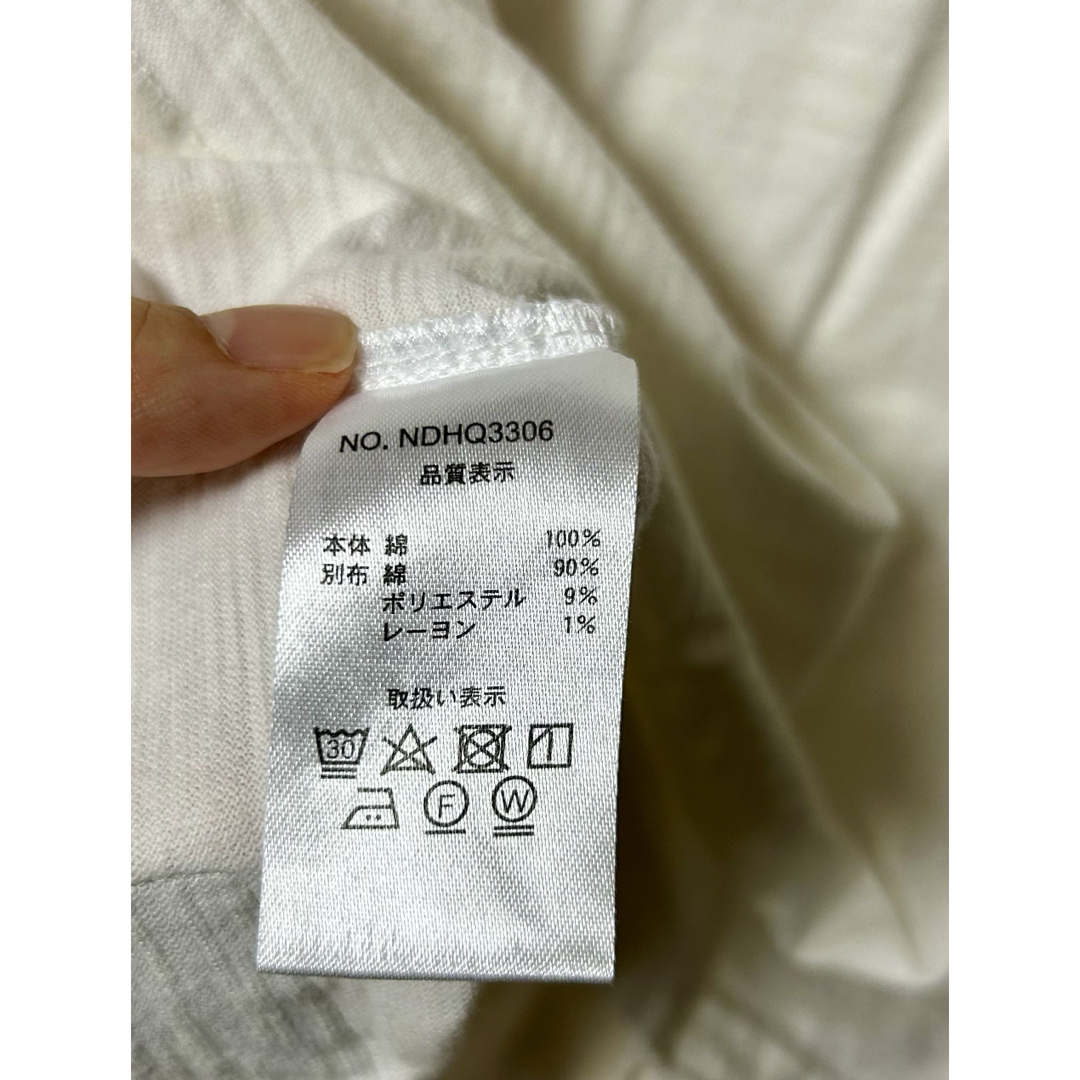 NO. NDHQ3306
品質表示
本体 綿 100%
別布 綿 90%
ポリエステル 9%
レーヨン 1%
取扱い表示
30
F W